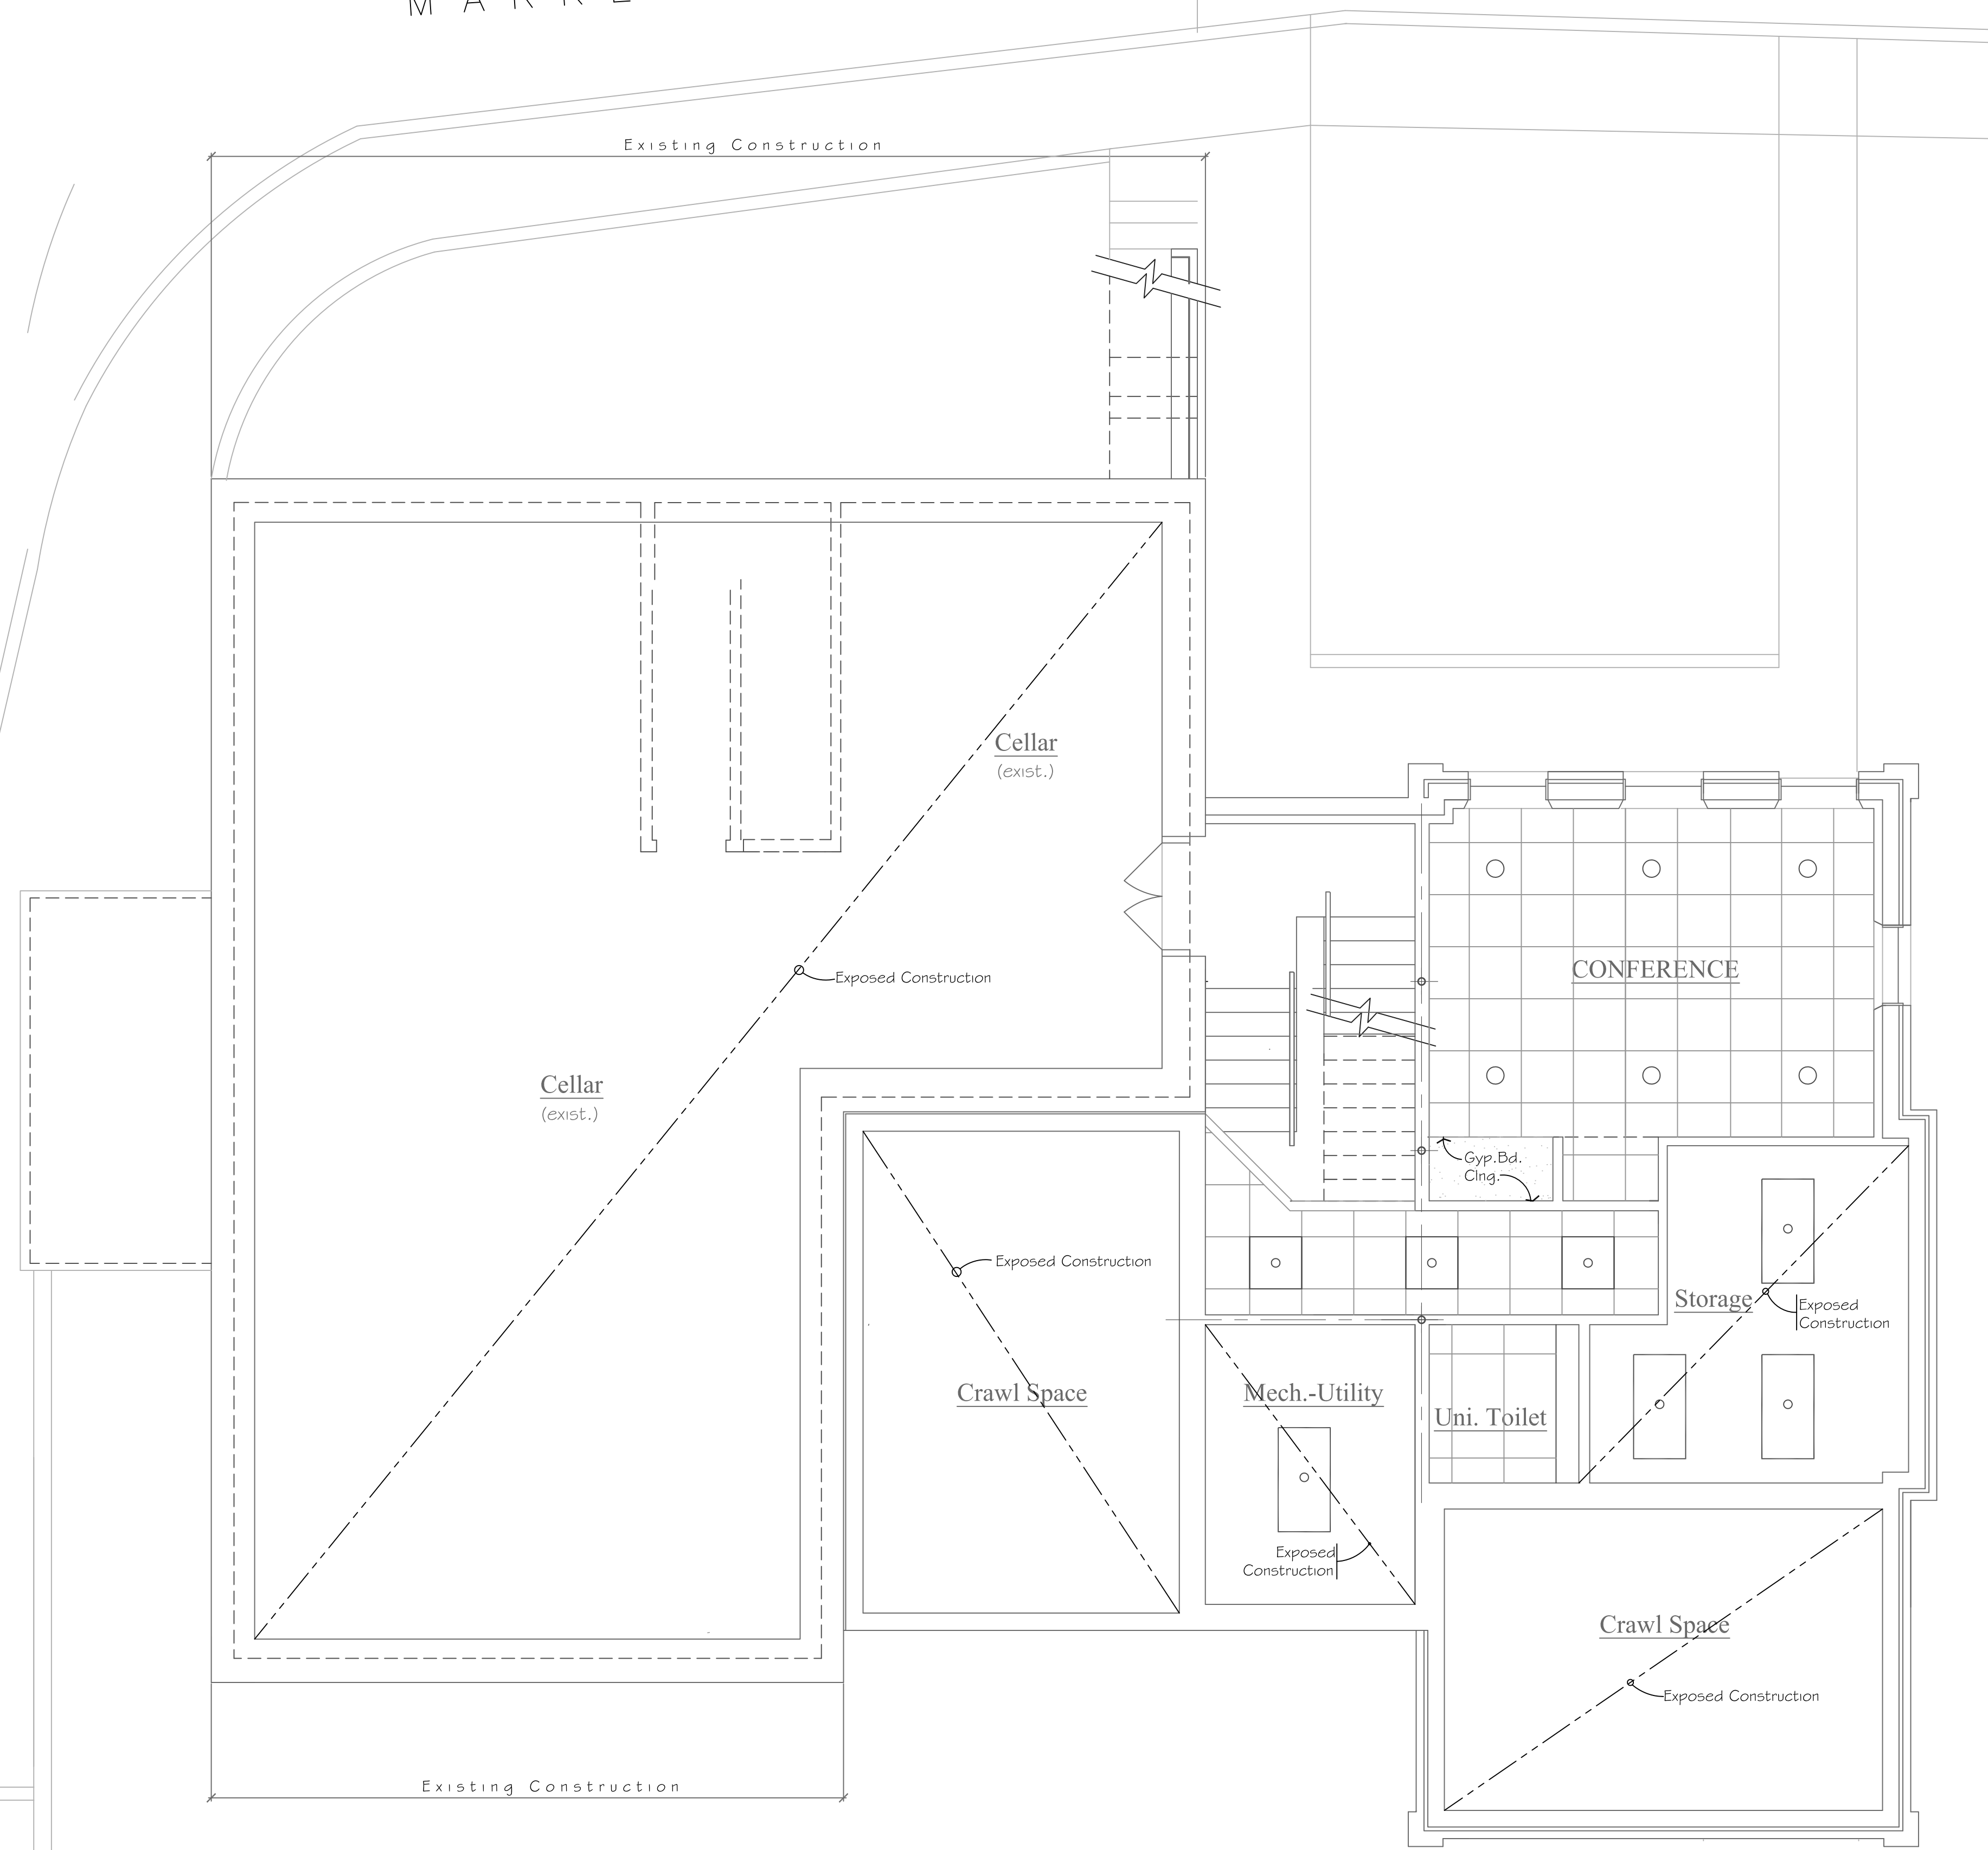 Existing Construction
Cellar
(exist.)
CONFERENCE
Exposed Construction
Cellar
(exist.)
Gyp.Bd.
Clng.
Exposed Construction
Storage
Exposed
Construction
Crawl Space
Mech.-Utility
Uni. Toilet
Exposed
Construction
Crawl Space
Exposed Construction
Existing Construction